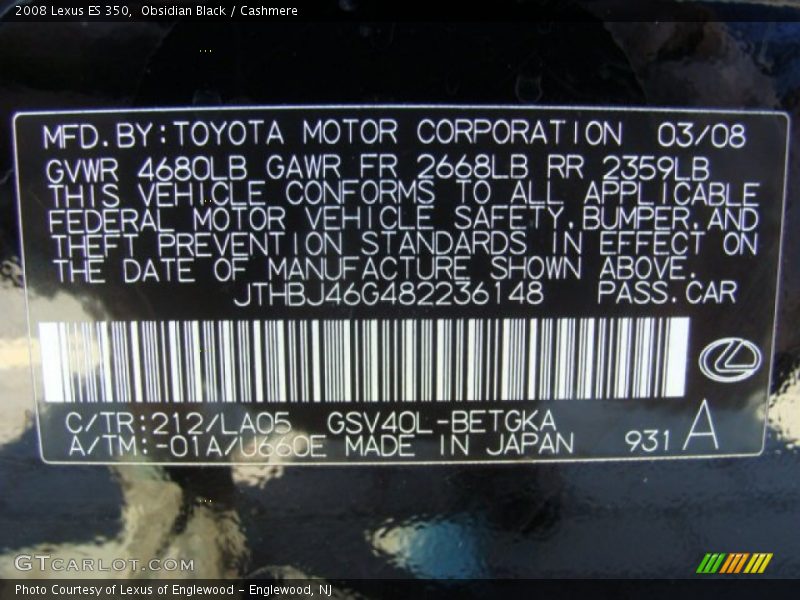 2008 Lexus ES 350,  Obsidian Black / Cashmere
MFD.BY:TOYOTA MOTOR CORPORATION 03/08
GVWR 4680LB GAWR FR 2668LB RR 2359LB
THIS VEHICLE CONFORMS TO ALL APPLICABLE
FEDERAL MOTOR VEHICLE SAFETY,BUMPER,AND
THEFT PREVENTION STANDARDS IN EFFECT ON
THE DATE OF MANUFACTURE SHOWN ABOVE.
JTHBJ46G482236148 PASS.CAR
C/TR:212/LA05 GSV40L-BETGKA
A/TM:-01A/U660E MADE IN JAPAN 931 A
GTCARLOT.COM
Photo Courtesy of Lexus of Englewood - Englewood, NJ